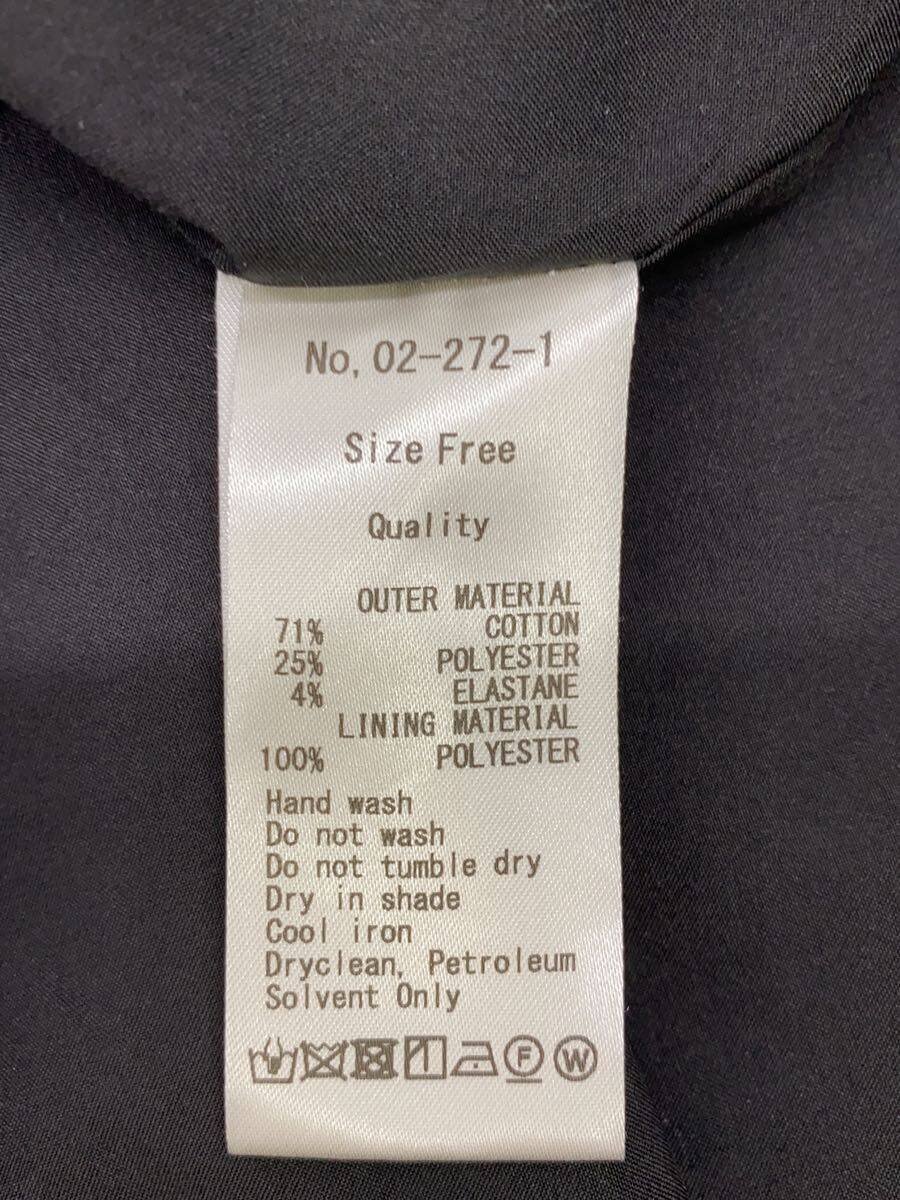 No. 02-272-1
Size Free
Quality
OUTER MATERIAL
71% COTTON
25% POLYESTER
4% ELASTANE
LINING MATERIAL
100% POLYESTER
Hand wash
Do not wash
Do not tumble dry
Dry in shade
Cool iron
Dryclean, Petroleum
Solvent Only
F W